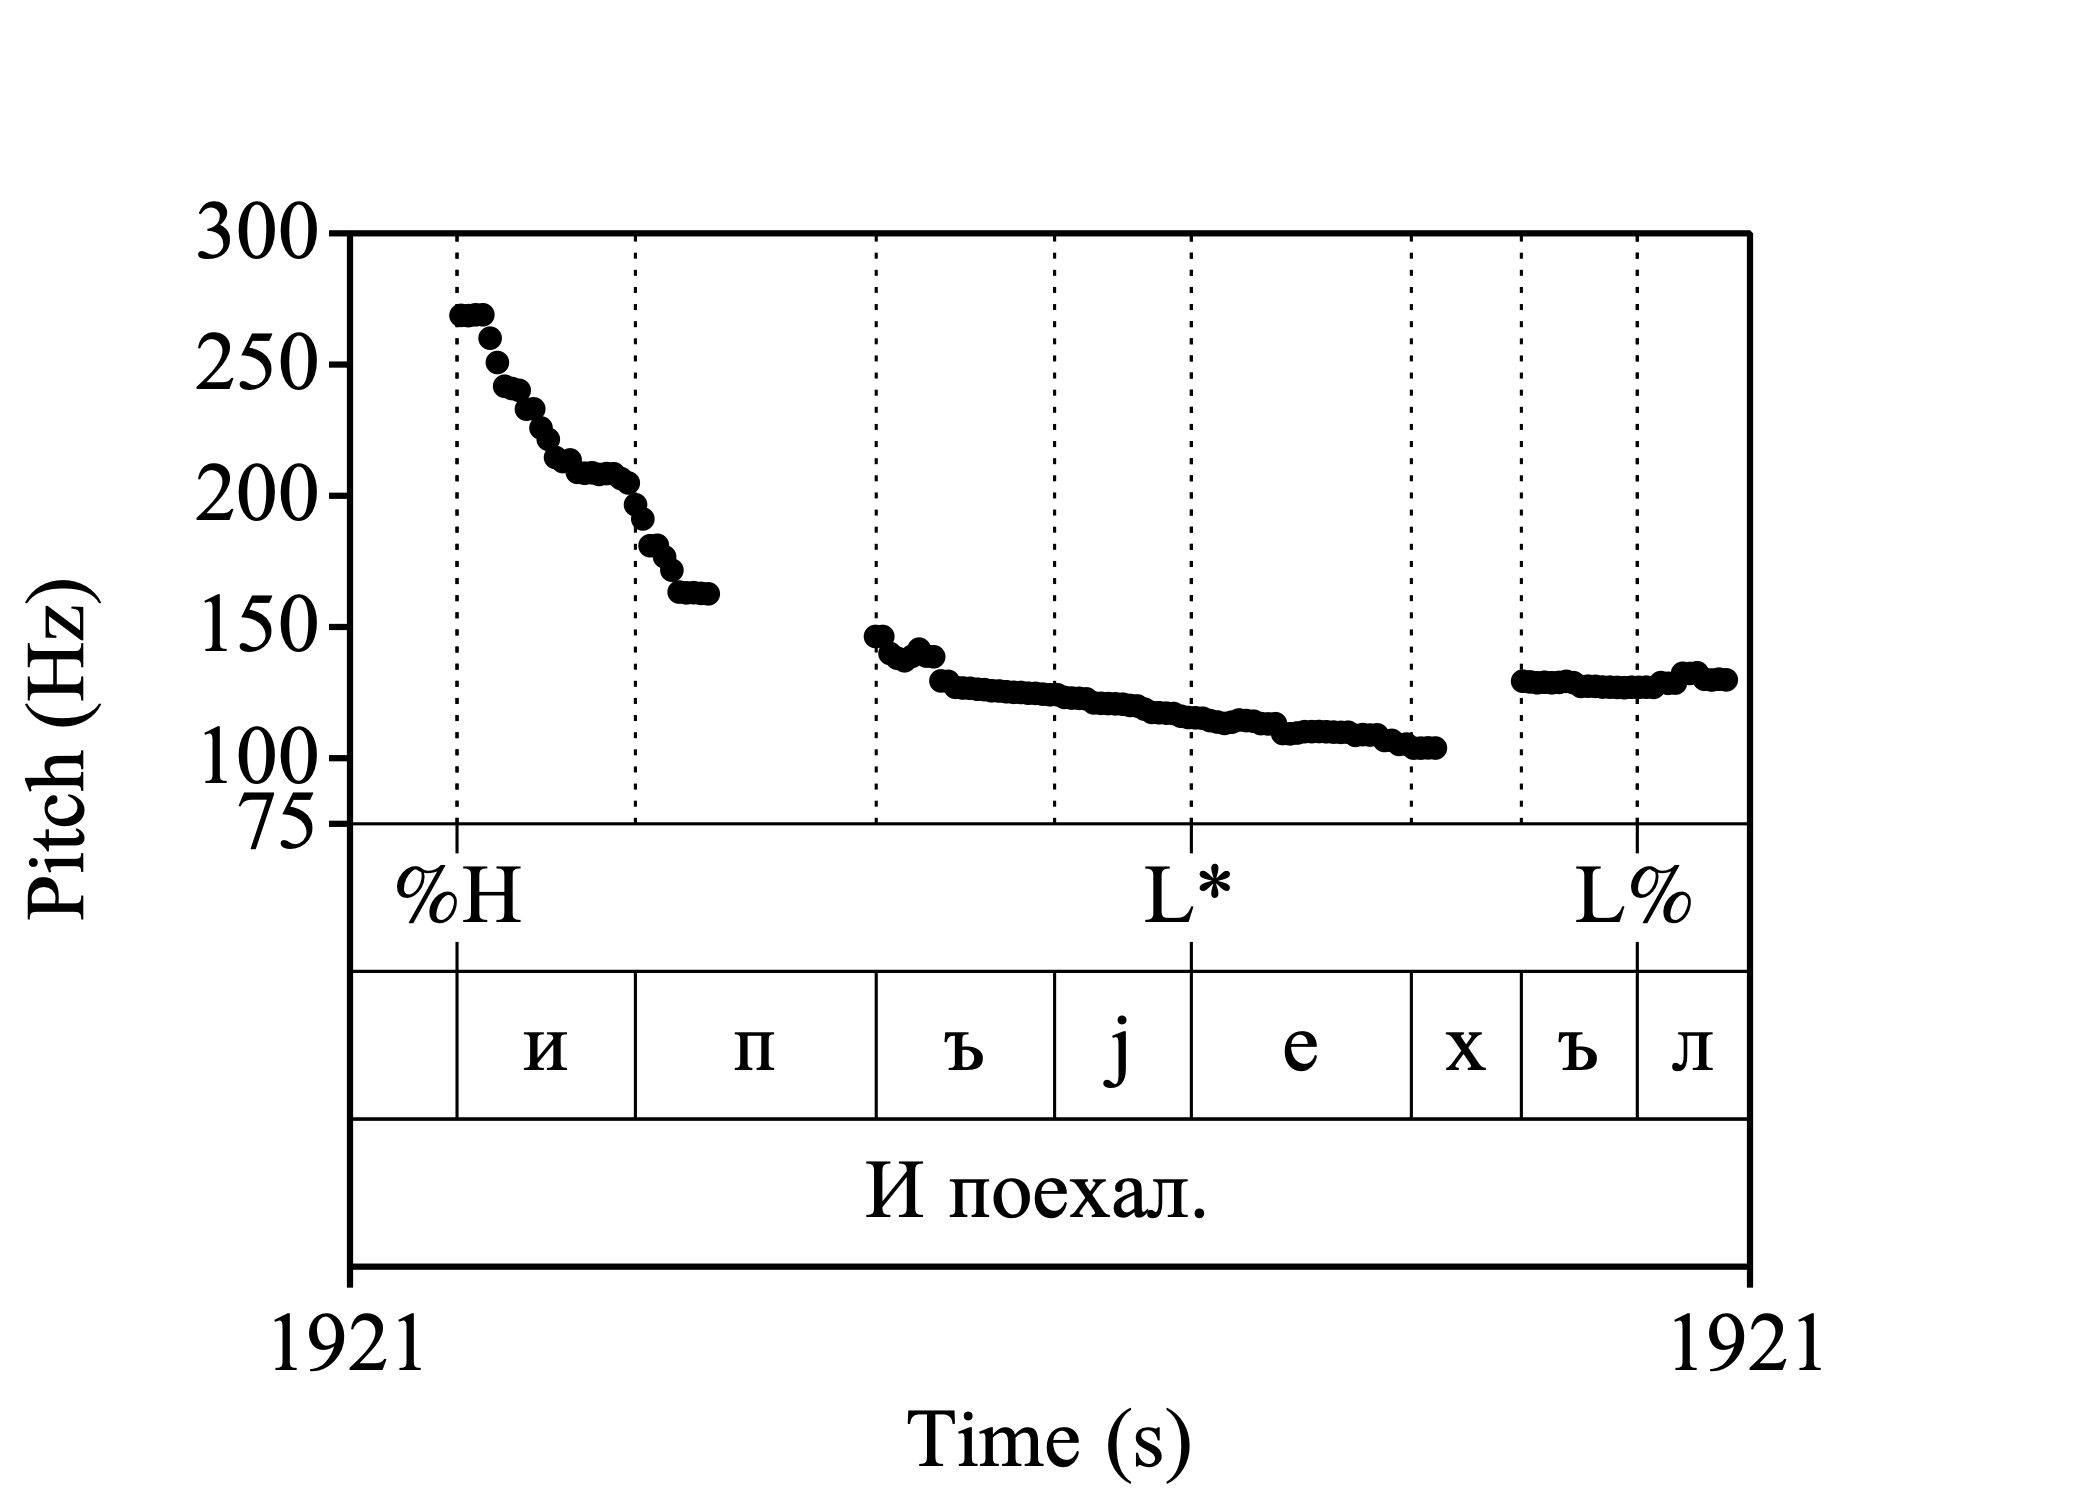 300
250
200
150
100
75
Pitch (Hz)
%H L* L%
и п ъ j е х ъ л
И поехал.
1921 1921
Time (s)